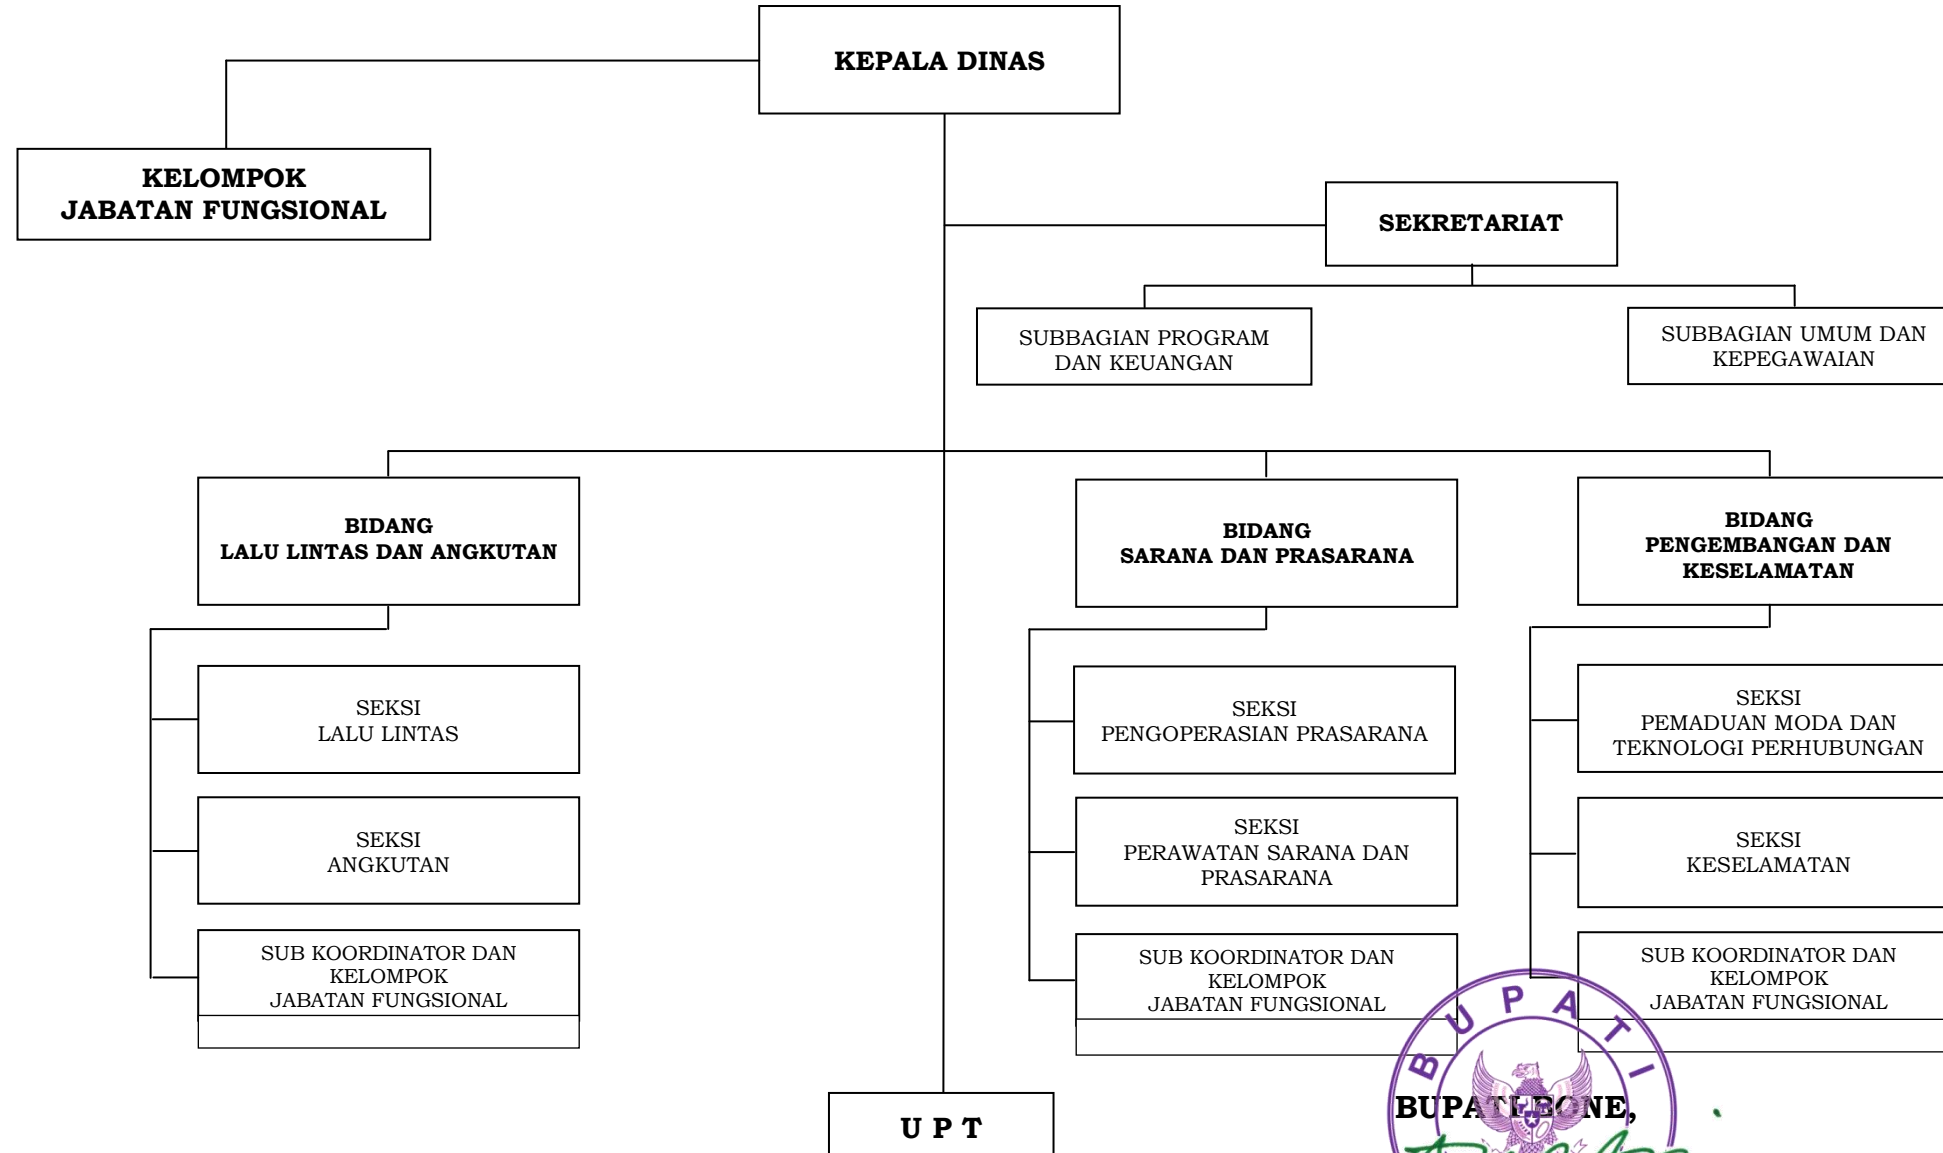 KEPALA DINAS
KELOMPOK
JABATAN FUNGSIONAL
SEKRETARIAT
SUBBAGIAN PROGRAM
DAN KEUANGAN
SUBBAGIAN UMUM DAN
KEPEGAWAIAN
BIDANG
LALU LINTAS DAN ANGKUTAN
SEKSI
LALU LINTAS
SEKSI
ANGKUTAN
SUB KOORDINATOR DAN
KELOMPOK
JABATAN FUNGSIONAL
BIDANG
SARANA DAN PRASARANA
SEKSI
PENGOPERASIAN PRASARANA
SEKSI
PERAWATAN SARANA DAN
PRASARANA
SUB KOORDINATOR DAN
KELOMPOK
JABATAN FUNGSIONAL
BIDANG
PENGEMBANGAN DAN
KESELAMATAN
SEKSI
PEMADUAN MODA DAN
TEKNOLOGI PERHUBUNGAN
SEKSI
KESELAMATAN
SUB KOORDINATOR DAN
KELOMPOK
JABATAN FUNGSIONAL
U P T
BUPATI
BUPATI BONE,